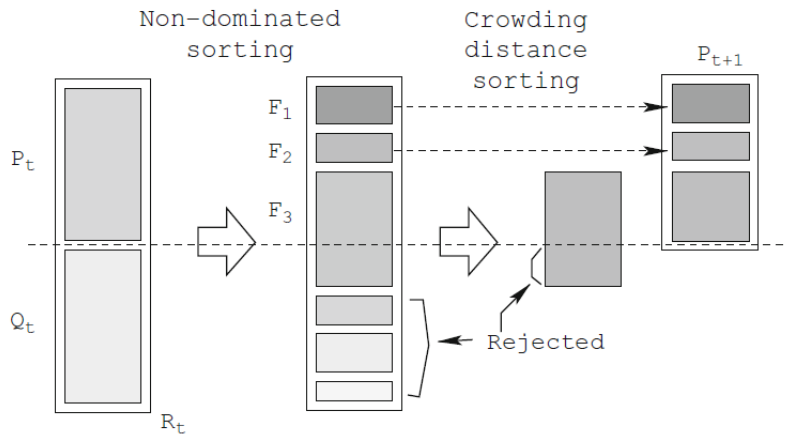 Non-dominated
sorting
Crowding
distance
sorting
P_{t+1}
F_1
F_2
F_3
P_t
Q_t
R_t
Rejected